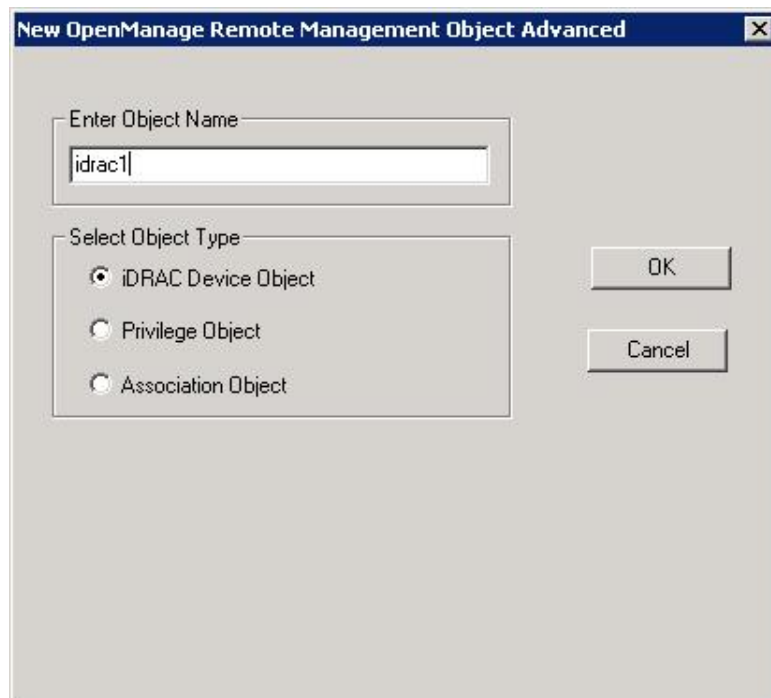 New OpenManage Remote Management Object Advanced
Enter Object Name
idrac1
Select Object Type
iDRAC Device Object
OK
Privilege Object
Cancel
Association Object